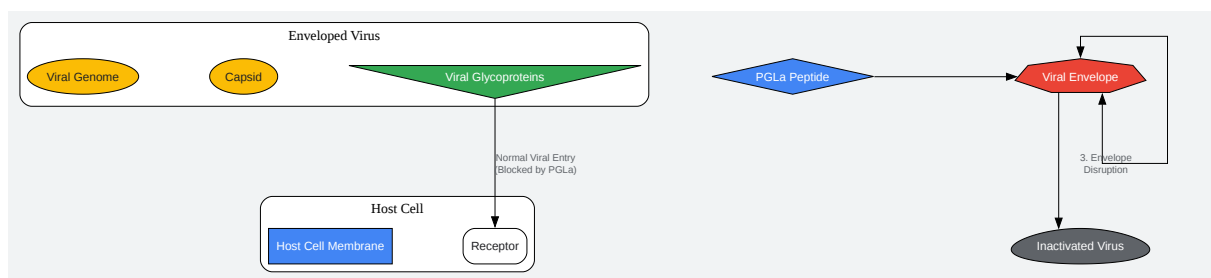 Enveloped Virus
Viral Genome
Capsid
Viral Glycoproteins
PGLa Peptide
Viral Envelope
Normal Viral Entry
(Blocked by PGLa)
3. Envelope
Disruption
Host Cell
Host Cell Membrane
Receptor
Inactivated Virus